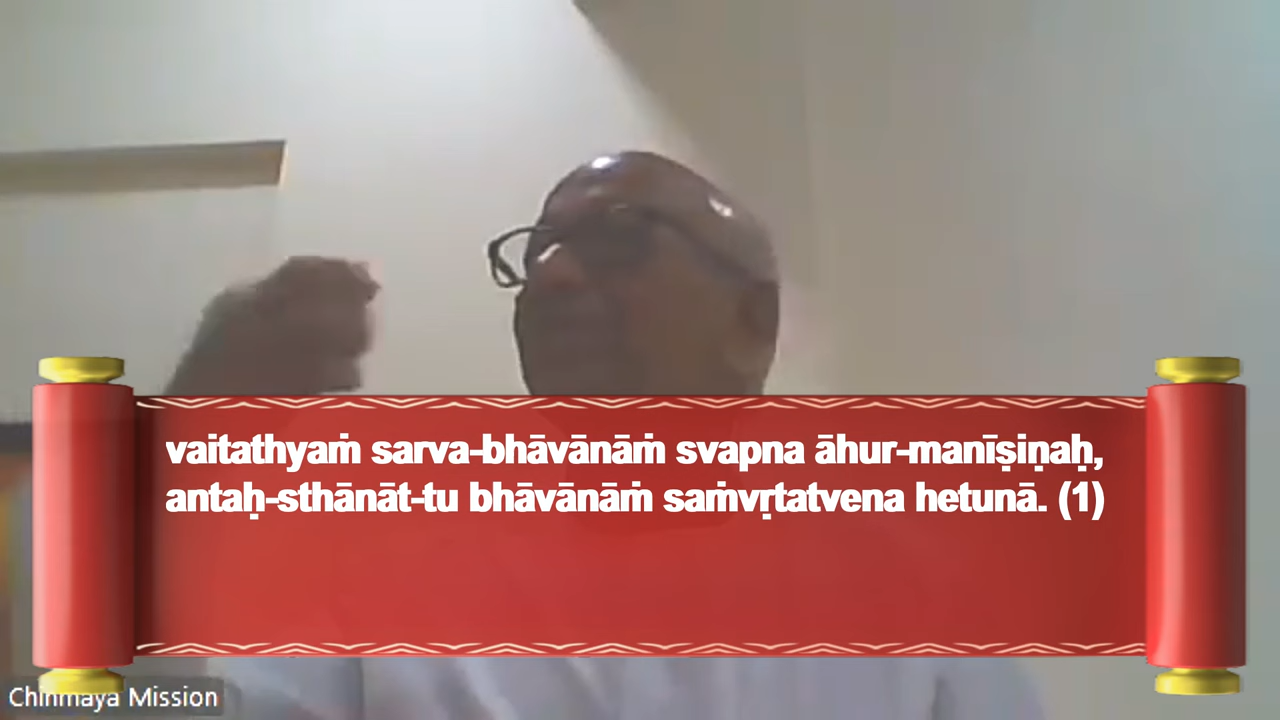 vaitathyaṁ sarva-bhāvānāṁ svapna āhur-manīṣiṇaḥ,
antaḥ-sthānāt-tu bhāvānāṁ saṁvṛtatvena hetunā. (1)
Chinmaya Mission